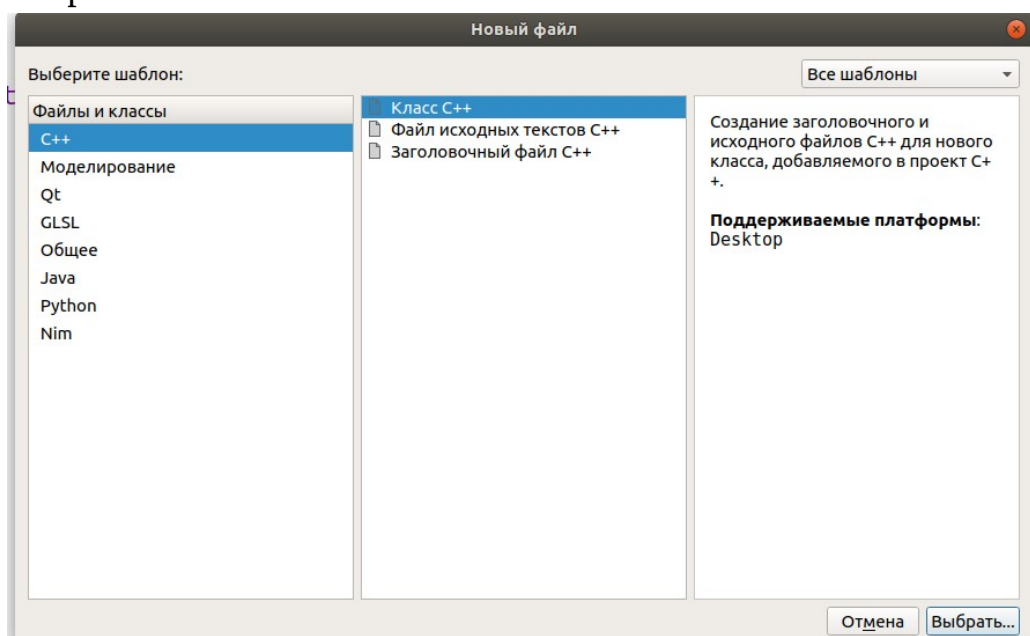 Новый файл
Выберите шаблон:
Все шаблоны
Файлы и классы
C++
Моделирование
Qt
GLSL
Общее
Java
Python
Nim
Класс C++
Файл исходных текстов C++
Заголовочный файл C++
Создание заголовочного и
исходного файлов C++ для нового
класса, добавляемого в проект C+
+.
Поддерживаемые платформы:
Desktop
Отмена
Выбрать...